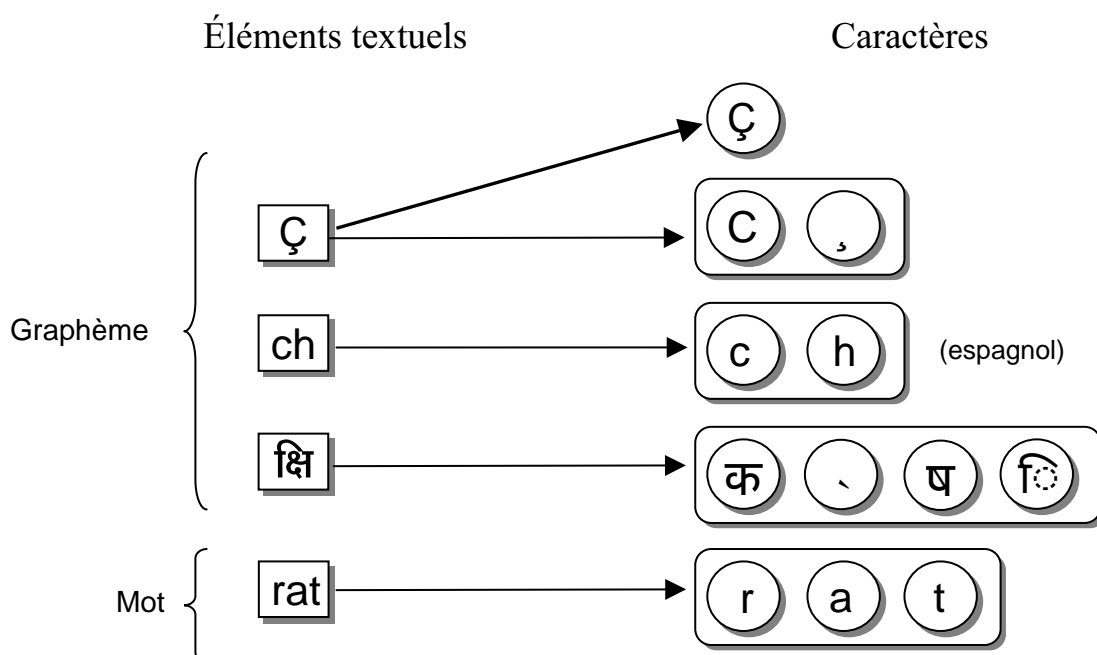 Éléments textuels Caractères
Ç
Ç C ¸
Graphème
ch c h (espagnol)
क्षि क ् ष ि
Mot
rat r a t